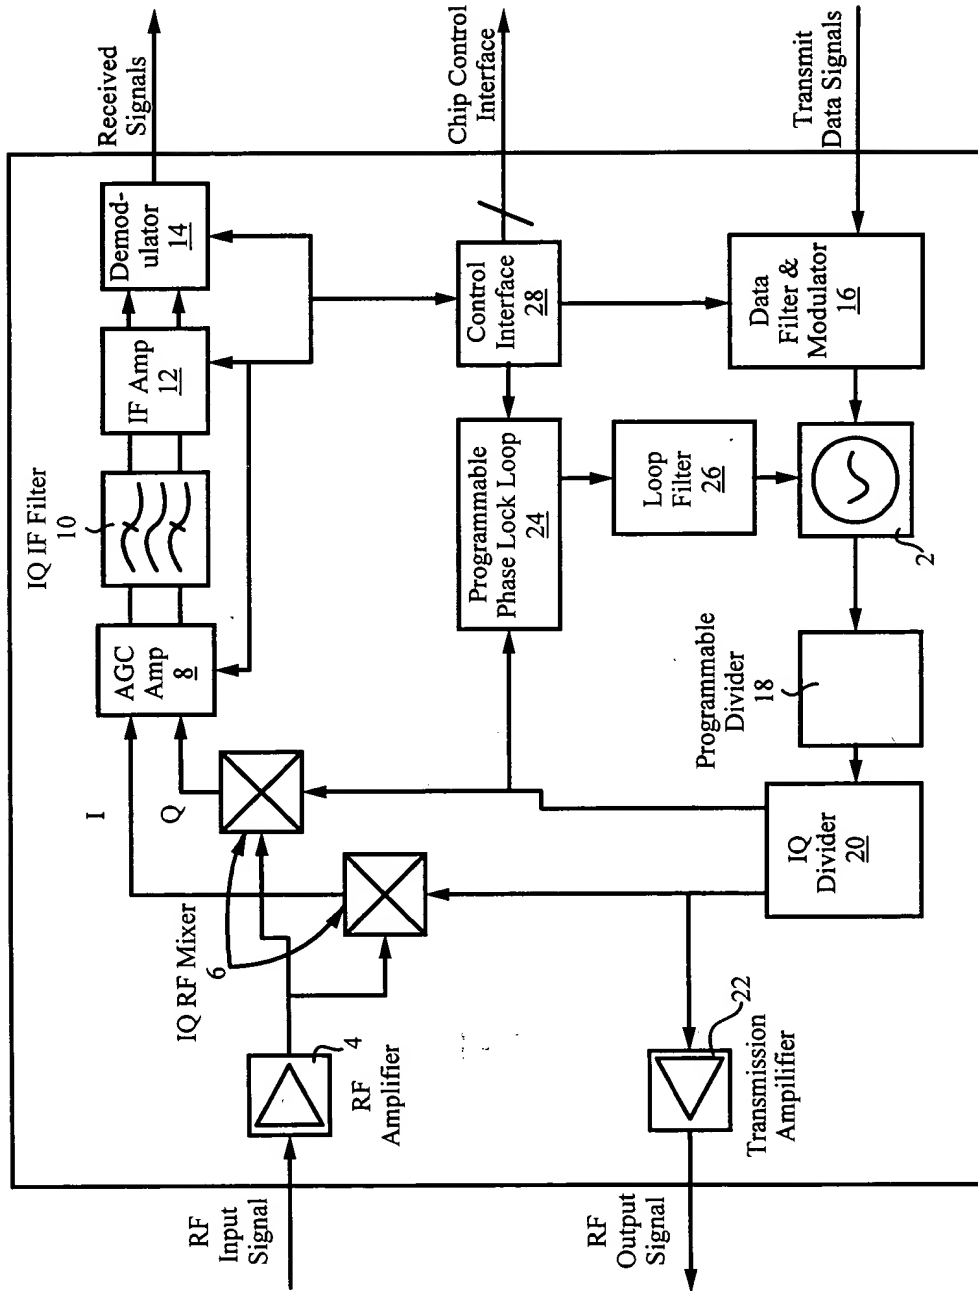 Received
Signals
Chip Control
Interface
Transmit
Data Signals
Demod-
ulator
14
IF Amp
12
IQ IF Filter
10
AGC
Amp
8
I
Q
IQ RF Mixer
6
4
RF
Amplifier
RF
Input
Signal
Control
Interface
28
Programmable
Phase Lock Loop
24
Loop
Filter
26
Data
Filter &
Modulator
16
2
Programmable
Divider
18
IQ
Divider
20
22
Transmission
Ampilifier
RF
Output
Signal